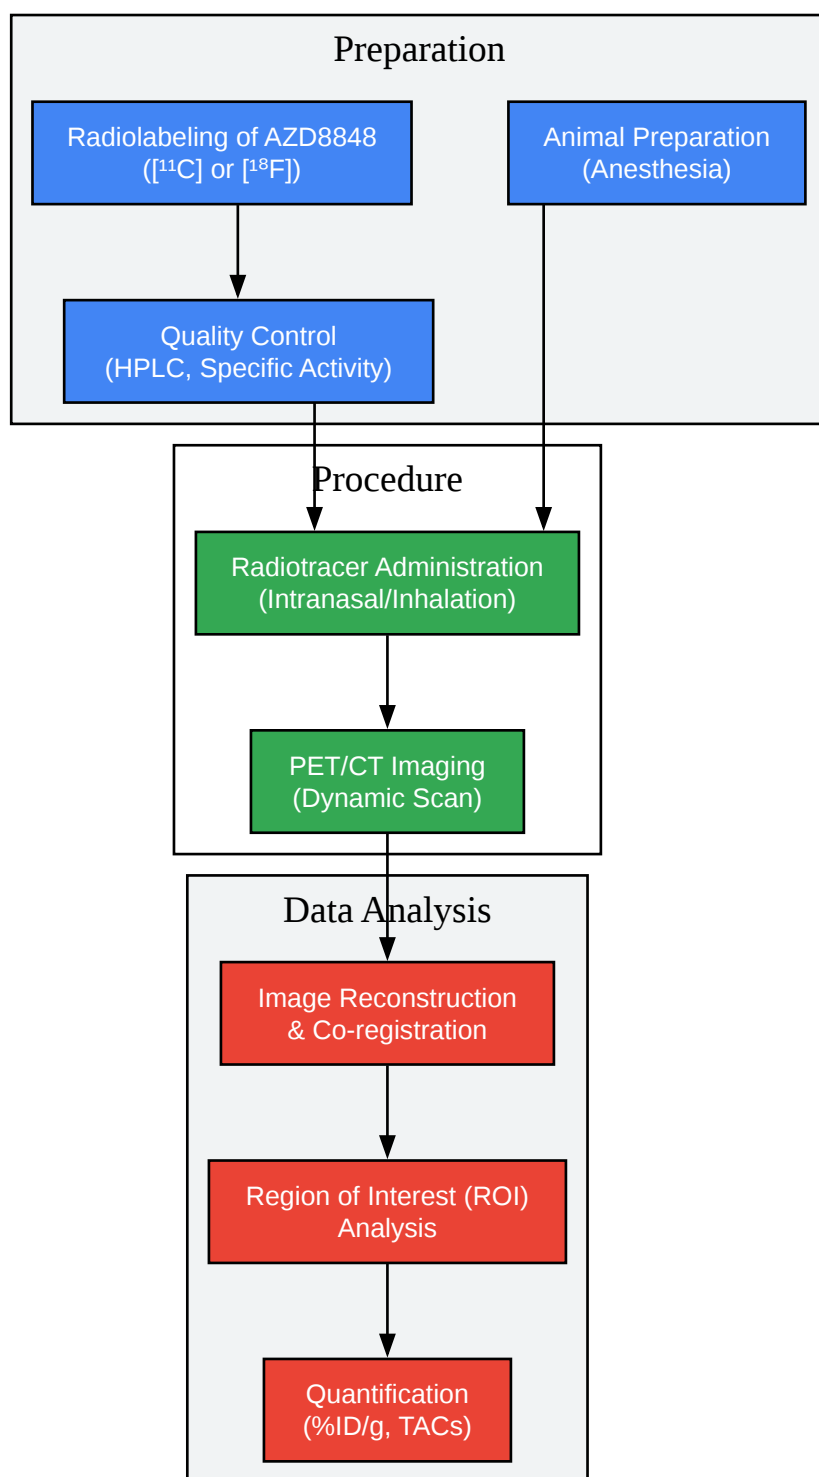 Preparation
Radiolabeling of AZD8848
([¹¹C] or [¹⁸F])
Animal Preparation
(Anesthesia)
Quality Control
(HPLC, Specific Activity)
Procedure
Radiotracer Administration
(Intranasal/Inhalation)
PET/CT Imaging
(Dynamic Scan)
Data Analysis
Image Reconstruction
& Co-registration
Region of Interest (ROI)
Analysis
Quantification
(%ID/g, TACs)